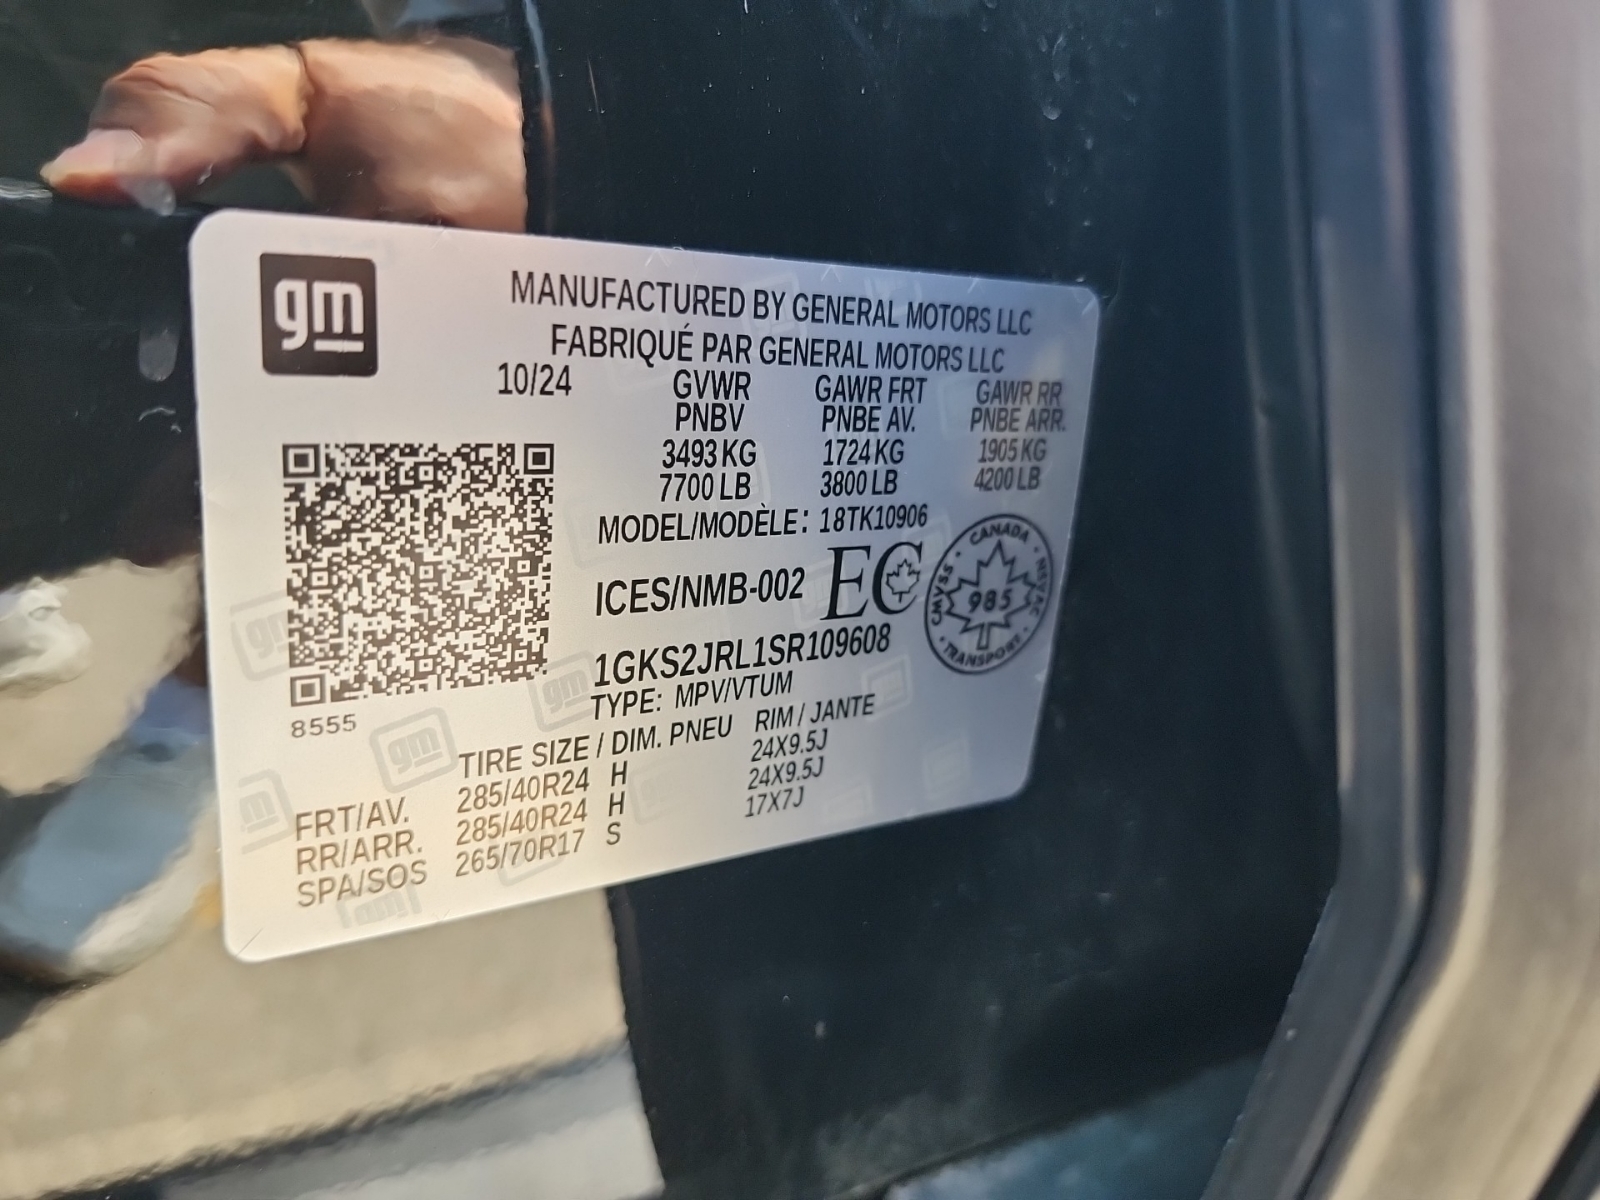 gm
MANUFACTURED BY GENERAL MOTORS LLC
FABRIQUÉ PAR GENERAL MOTORS LLC
10/24 GVWR GAWR FRT GAWR RR
PNBV PNBE AV. PNBE ARR.
3493 KG 1724 KG 1905 KG
7700 LB 3800 LB 4200 LB
MODEL/MODÈLE: 18TK10906
ICES/NMB-002 EC
CANADA CMVSS NSVAC 985 TRANSPORT
1GKS2JRL1SR109608
TYPE: MPV/VTUM
8555
TIRE SIZE / DIM. PNEU RIM / JANTE
FRT/AV. 285/40R24 H 24X9.5J
RR/ARR. 285/40R24 H 24X9.5J
SPA/SOS 265/70R17 S 17X7J